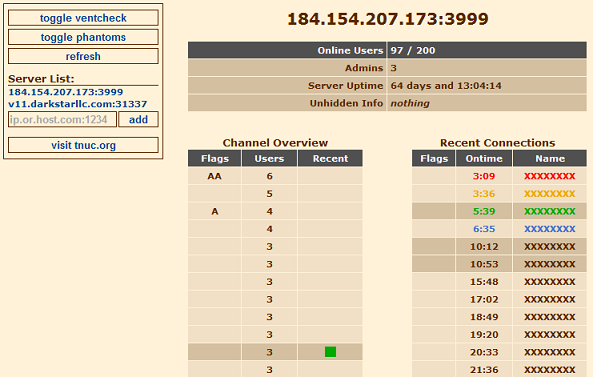 toggle ventcheck
toggle phantoms
refresh
Server List:
184.154.207.173:3999
v11.darkstarllc.com:31337
ip.or.host.com:1234 add
visit tnuc.org
184.154.207.173:3999
Online Users 97 / 200
Admins 3
Server Uptime 64 days and 13:04:14
Unhidden Info nothing
Channel Overview
Flags Users Recent
AA 6
5
A 4
4
3
3
3
3
3
3
3
3
Recent Connections
Flags Ontime Name
3:09 XXXXXXXX
3:36 XXXXXXXX
5:39 XXXXXXXX
6:35 XXXXXXXX
10:12 XXXXXXXX
10:53 XXXXXXXX
15:48 XXXXXXXX
17:02 XXXXXXXX
18:49 XXXXXXXX
19:20 XXXXXXXX
20:33 XXXXXXXX
21:36 XXXXXXXX